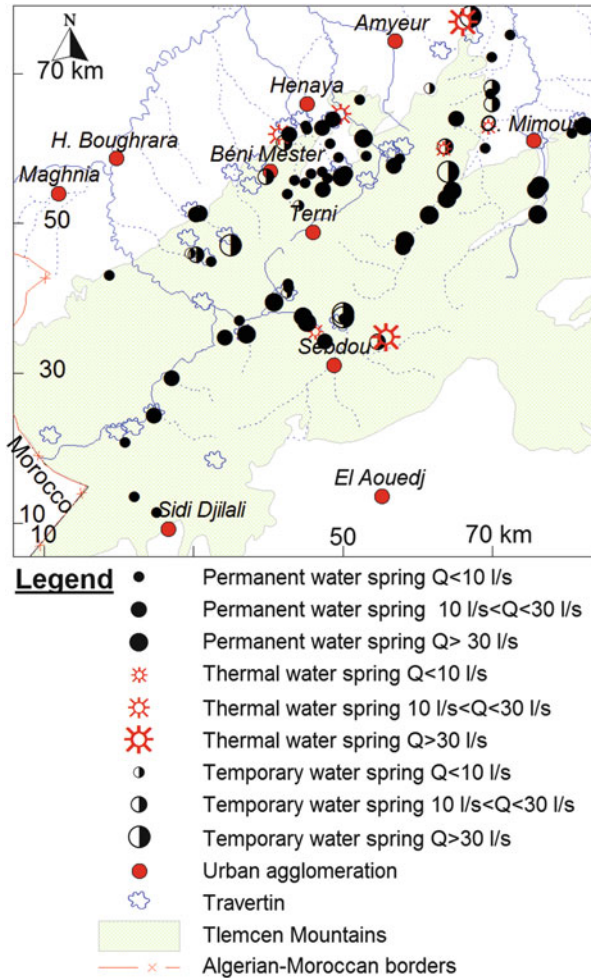 N
Amyeur
70 km
Henaya
O. Mimoun
H. Boughrara
Béni Mester
Maghnia
Terni
50
Sebdou
30
Morocco
El Aouedj
Sidi Djilali
10
10
50
70 km
Legend
Permanent water spring Q<10 l/s
Permanent water spring 10 l/s<Q<30 l/s
Permanent water spring Q> 30 l/s
Thermal water spring Q<10 l/s
Thermal water spring 10 l/s<Q<30 l/s
Thermal water spring Q>30 l/s
Temporary water spring Q<10 l/s
Temporary water spring 10 l/s<Q<30 l/s
Temporary water spring Q>30 l/s
Urban agglomeration
Travertin
Tlemcen Mountains
Algerian-Moroccan borders